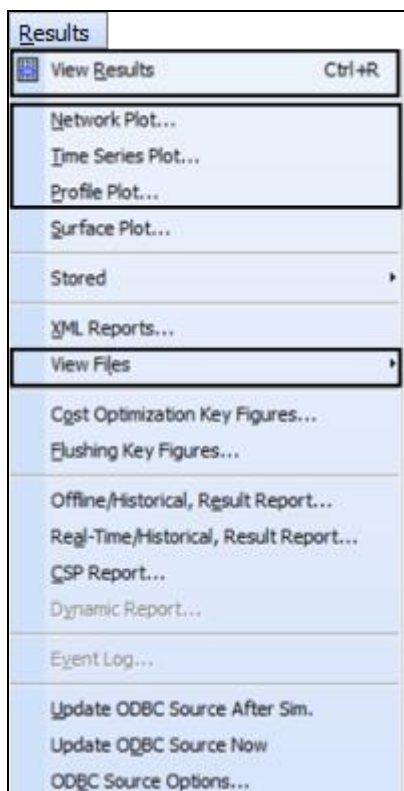 Results
View Results Ctrl+R
Network Plot...
Time Series Plot...
Profile Plot...
Surface Plot...
Stored
XML Reports...
View Files
Cost Optimization Key Figures...
Flushing Key Figures...
Offline/Historical, Result Report...
Real-Time/Historical, Result Report...
CSP Report...
Dynamic Report...
Event Log...
Update ODBC Source After Sim.
Update ODBC Source Now
ODBC Source Options...